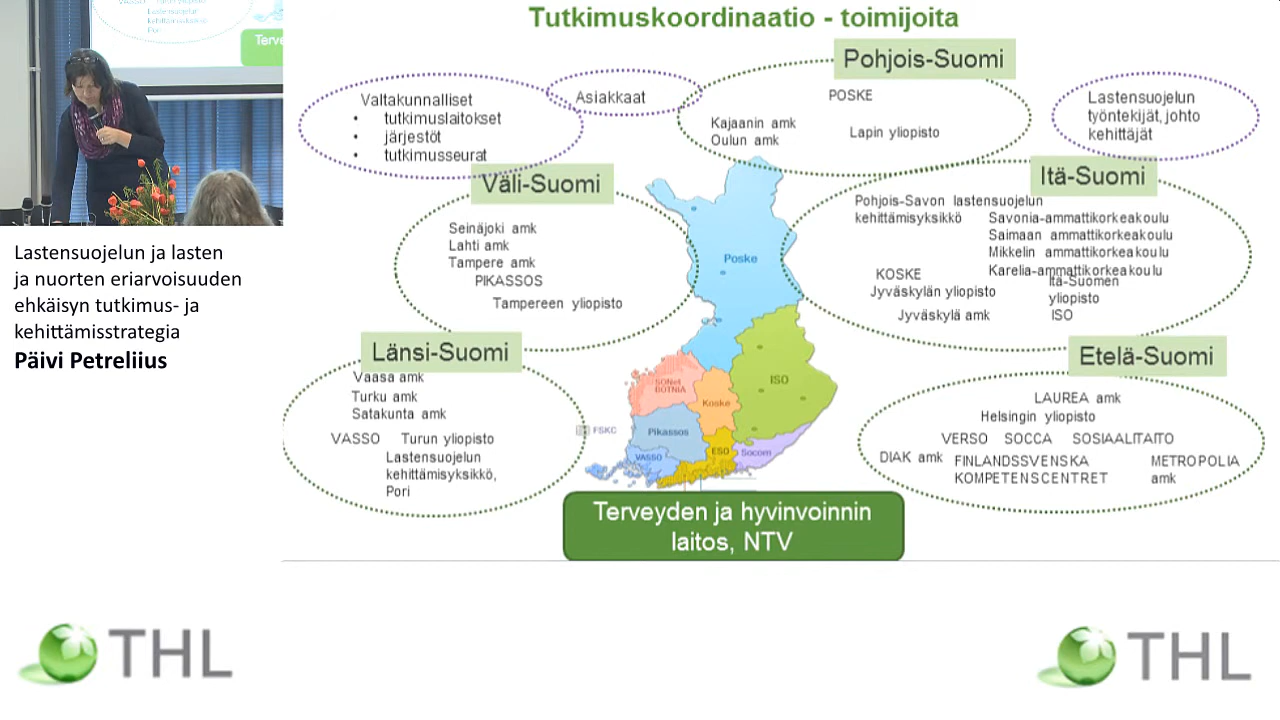 Tutkimuskoordinaatio - toimijoita
Pohjois-Suomi
POSKE
Kajaanin amk
Oulun amk
Lapin yliopisto
Valtakunnalliset
• tutkimuslaitokset
• järjestöt
• tutkimusseurat
Asiakkaat
Lastensuojelun
työntekijät, johto
kehittäjät
Väli-Suomi
Seinäjoki amk
Lahti amk
Tampere amk
PIKASSOS
Tampereen yliopisto
Itä-Suomi
Pohjois-Savon lastensuojelun
kehittämisyksikkö
Savonia-ammattikorkeakoulu
Saimaan ammattikorkeakoulu
Mikkelin ammattikorkeakoulu
Karelia-ammattikorkeakoulu
KOSKE
Jyväskylän yliopisto
Jyväskylä amk
Itä-Suomen
yliopisto
ISO
Länsi-Suomi
Vaasa amk
Turku amk
Satakunta amk
VASSO Turun yliopisto
Lastensuojelun
kehittämisyksikkö,
Pori
Etelä-Suomi
LAUREA amk
Helsingin yliopisto
VERSO SOCCA SOSIAALITAITO
DIAK amk
FINLANDSSVENSKA
KOMPETENSCENTRET
METROPOLIA
amk
Poske
ISO
SONet
BOTNIA
Koske
FSKC
Pikassos
VASSO
ESO
Socom
Terveyden ja hyvinvoinnin
laitos, NTV
Terve
Lastensuojelun ja lasten
ja nuorten eriarvoisuuden
ehkäisyn tutkimus- ja
kehittämisstrategia
Päivi Petreliius
THL
THL